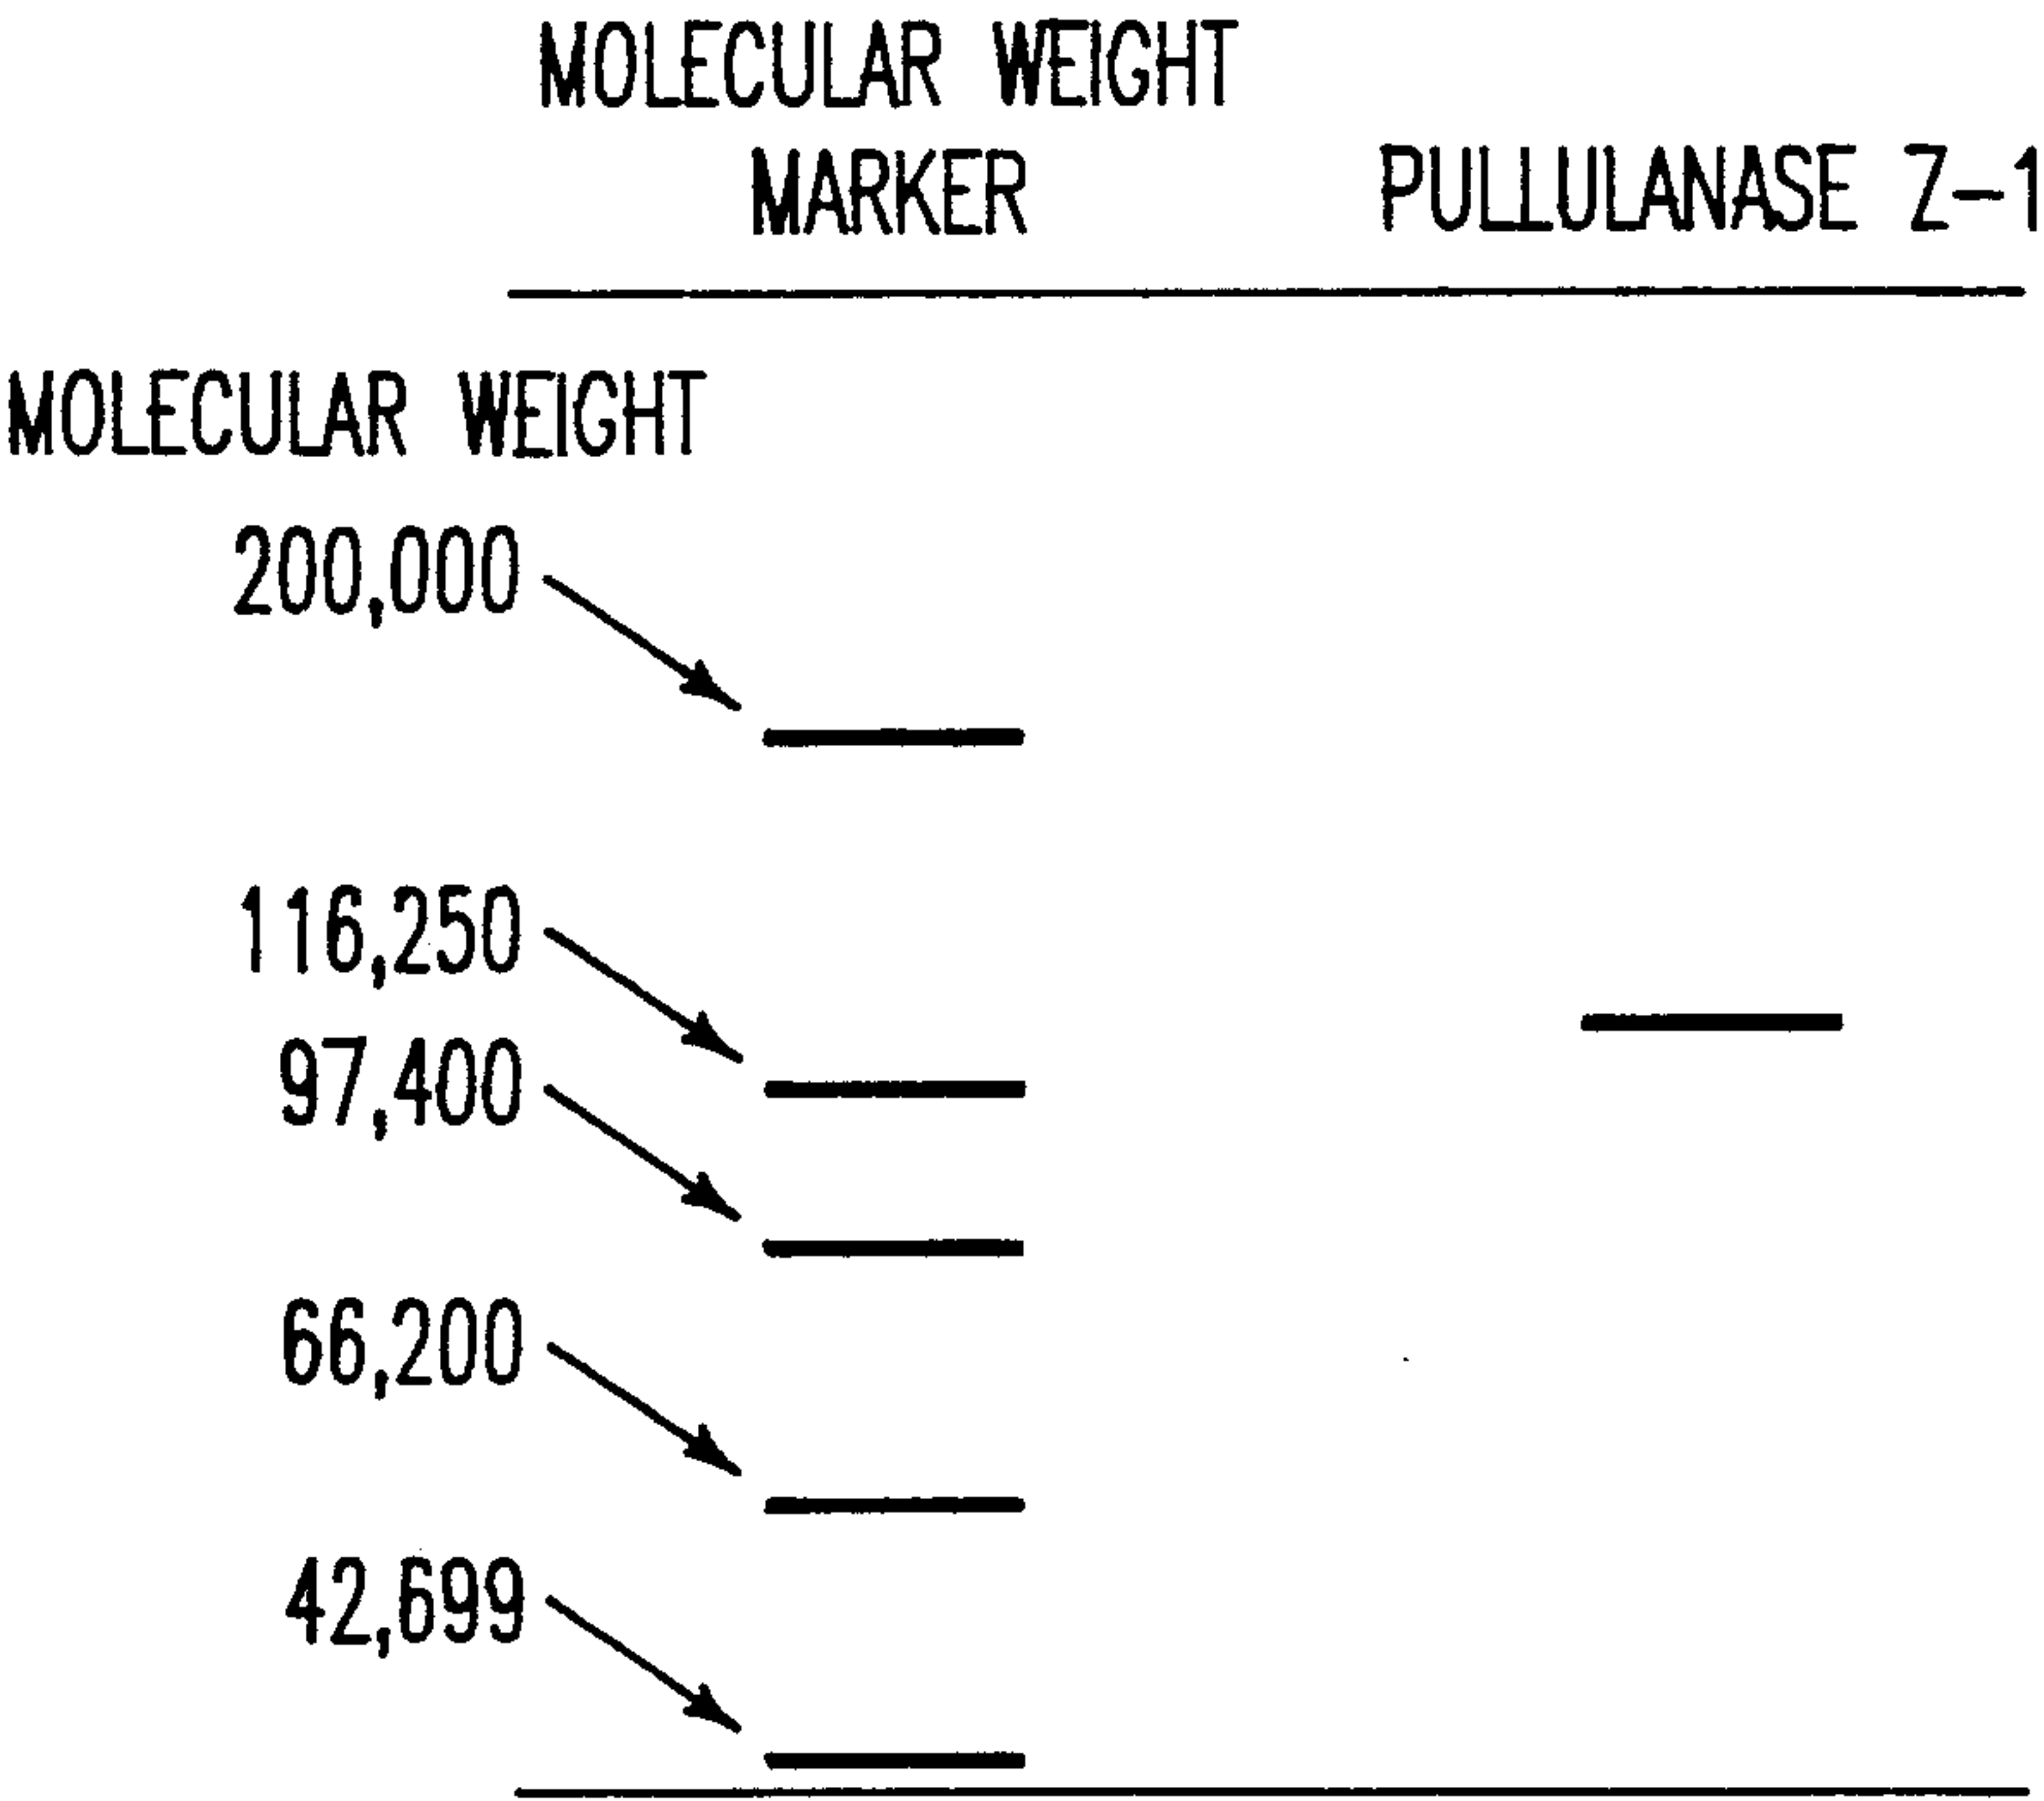 MOLECULAR WEIGHT
MARKER PULLULANASE Z-1
MOLECULAR WEIGHT
200,000
116,250
97,400
66,200
42,699